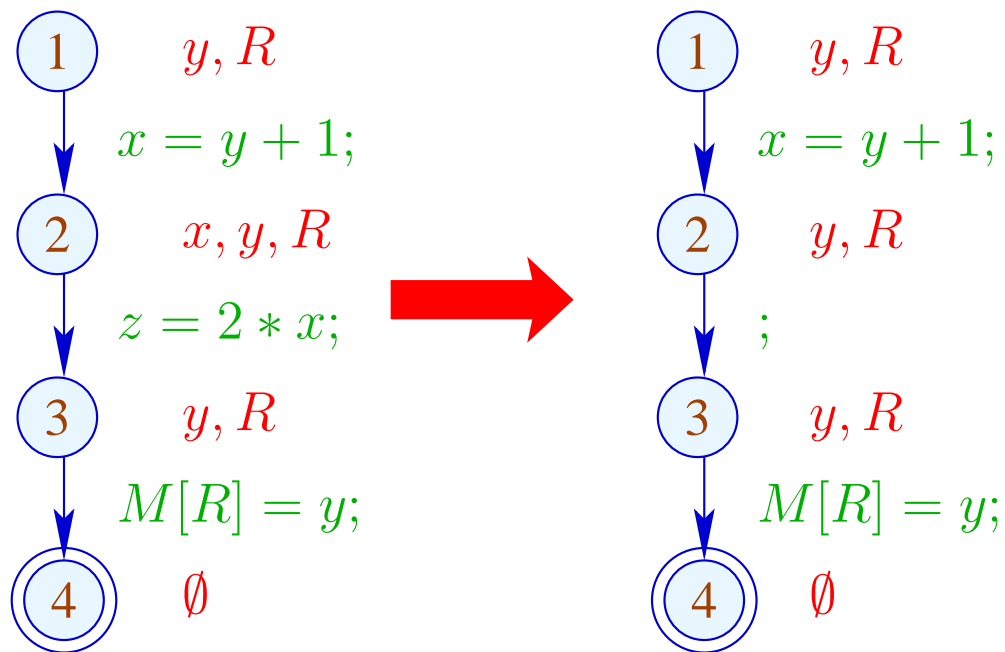 1 y, R 1 y, R
x = y + 1; x = y + 1;
2 x, y, R 2 y, R
z = 2 ∗ x; ;
3 y, R 3 y, R
M[R] = y; M[R] = y;
4 ∅ 4 ∅